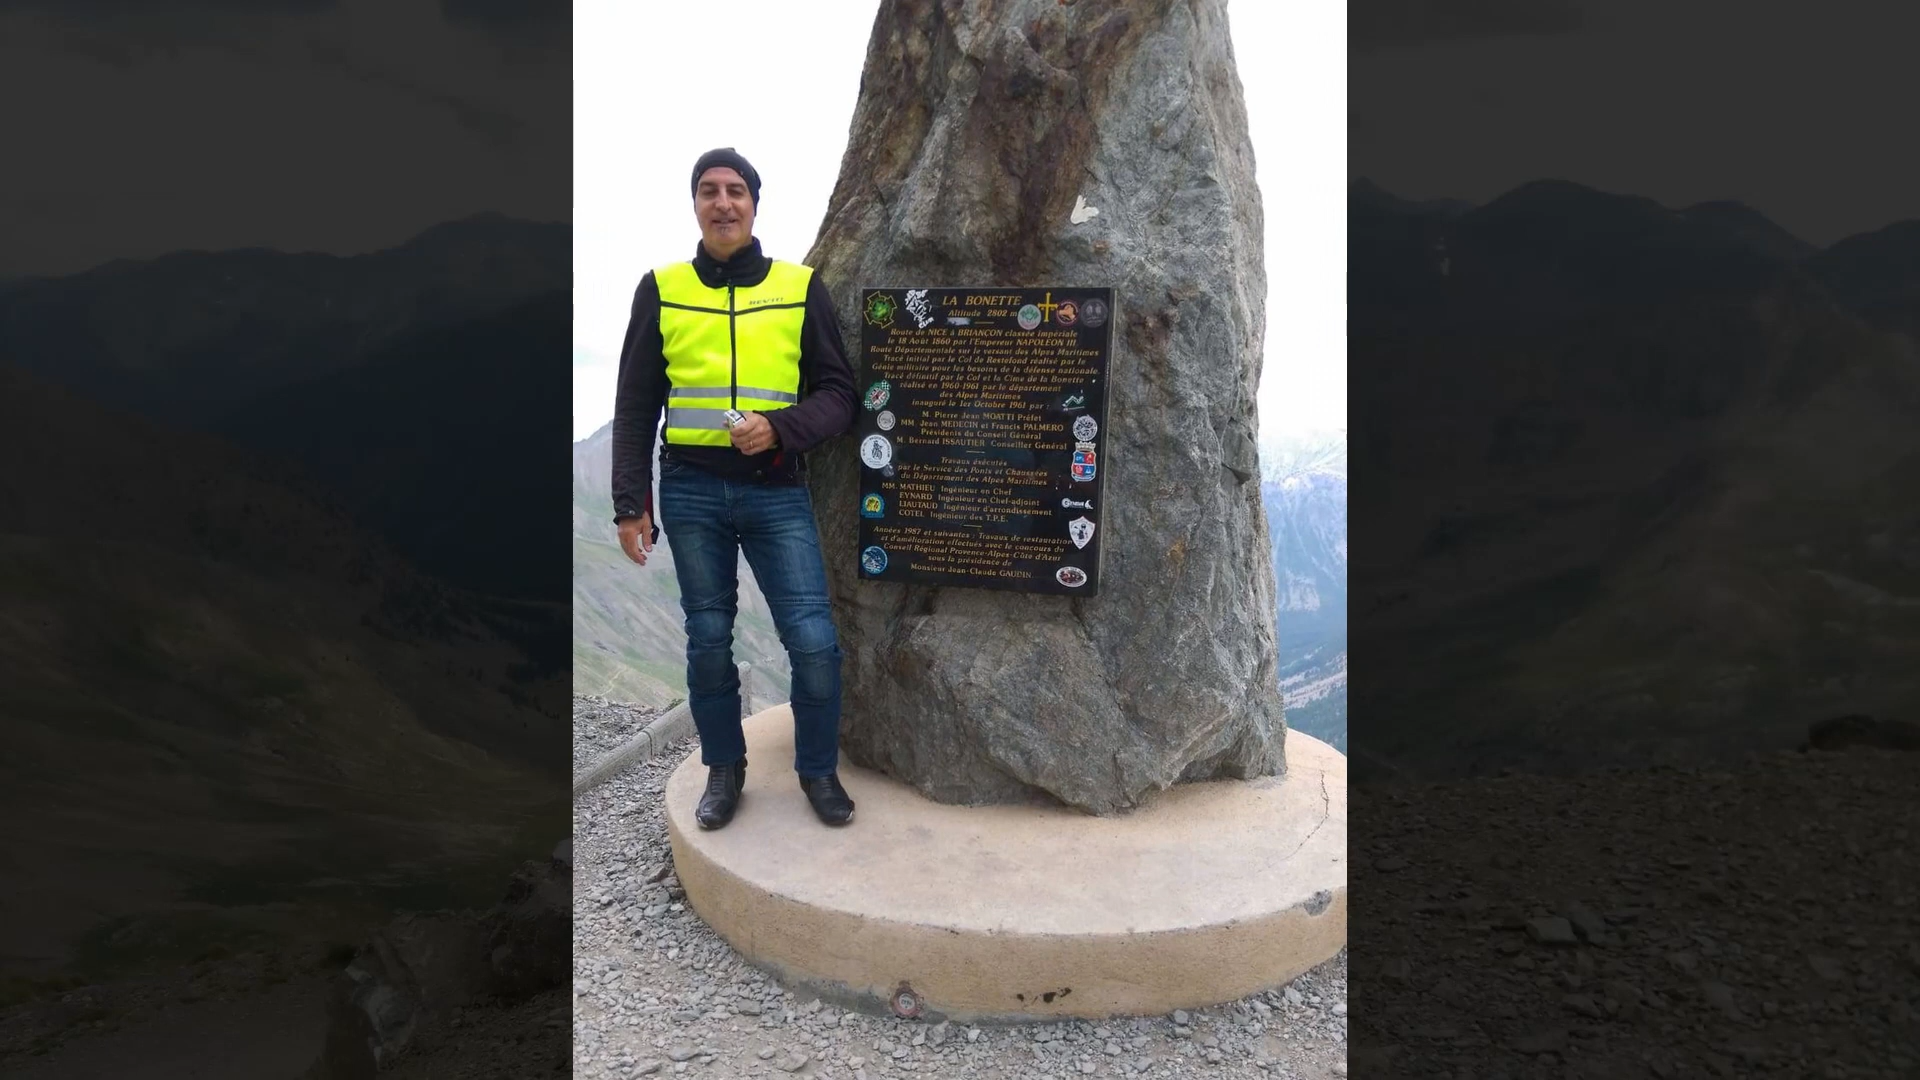 REV'IT!
LA BONETTE
Altitude 2802 m
Route de NICE à BRIANCON classée impériale
le 18 Août 1860 par l'Empereur NAPOLEON III
Route Départementale sur le versant des Alpes Maritimes
Tracé initial par le Col de Restefond réalisé par le
Génie militaire pour les besoins de la défense nationale.
Tracé définitif par le Col et la Cime de la Bonette
réalisé en 1960-1961 par le département
des Alpes Maritimes
inauguré le 1er Octobre 1961 par :
M. Pierre Jean MOATTI Préfet
MM. Jean MEDECIN et Francis PALMERO
Présidents du Conseil Général
M. Bernard ISSAUTIER Conseiller Général
Travaux éxécutés
par le Service des Ponts et Chaussées
du Département des Alpes Maritimes
MM. MATHIEU Ingénieur en Chef
EYNARD Ingénieur en Chef-adjoint
LIAUTAUD Ingénieur d'arrondissement
COTEL Ingénieur des T.P.E.
Années 1987 et suivantes : Travaux de restauration
et d'amélioration effectués avec le concours du
Conseil Régional Provence-Alpes-Côte d'Azur
sous la présidence de
Monsieur Jean-Claude GAUDIN.